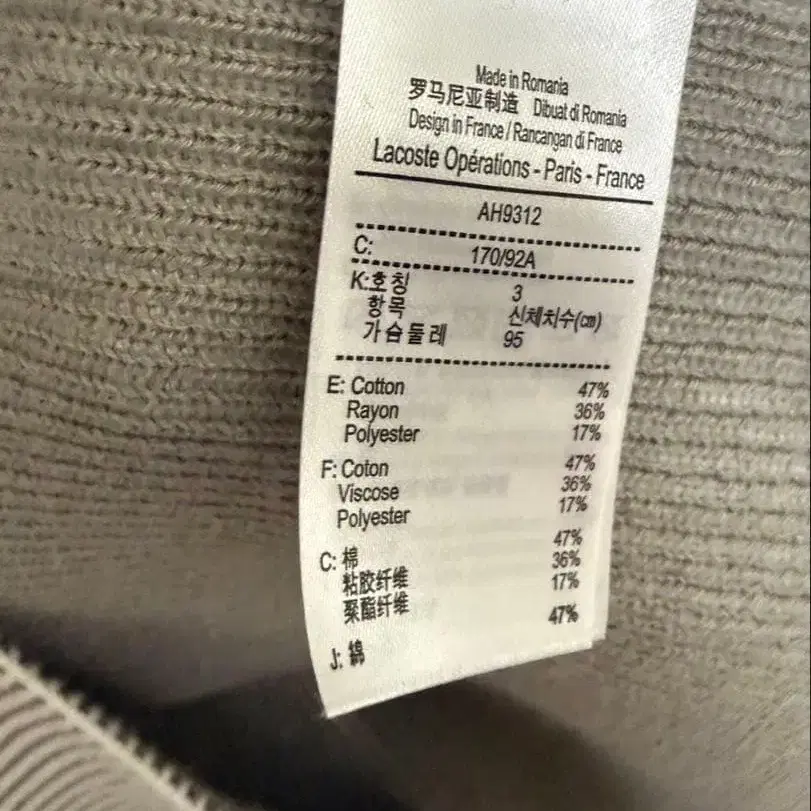 Made in Romania
罗马尼亚制造 Dibuat di Romania
Design in France / Rancangan di France
Lacoste Opérations - Paris - France
AH9312
C: 170/92A
K:호칭 3
항목 신체치수(㎝)
가슴둘레 95
E: Cotton 47%
Rayon 36%
Polyester 17%
F: Coton 47%
Viscose 36%
Polyester 17%
C: 棉 47%
粘胶纤维 36%
聚酯纤维 17%
J: 綿 47%